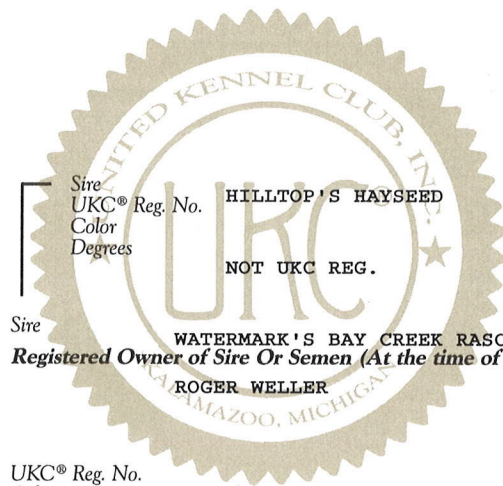 UNITED KENNEL CLUB, INC.
UKC®
Sire
UKC® Reg. No. HILLTOP'S HAYSEED
Color
Degrees
NOT UKC REG.
Sire
WATERMARK'S BAY CREEK RASC
Registered Owner of Sire Or Semen (At the time of
ROGER WELLER
KALAMAZOO, MICHIGAN
UKC® Reg. No.